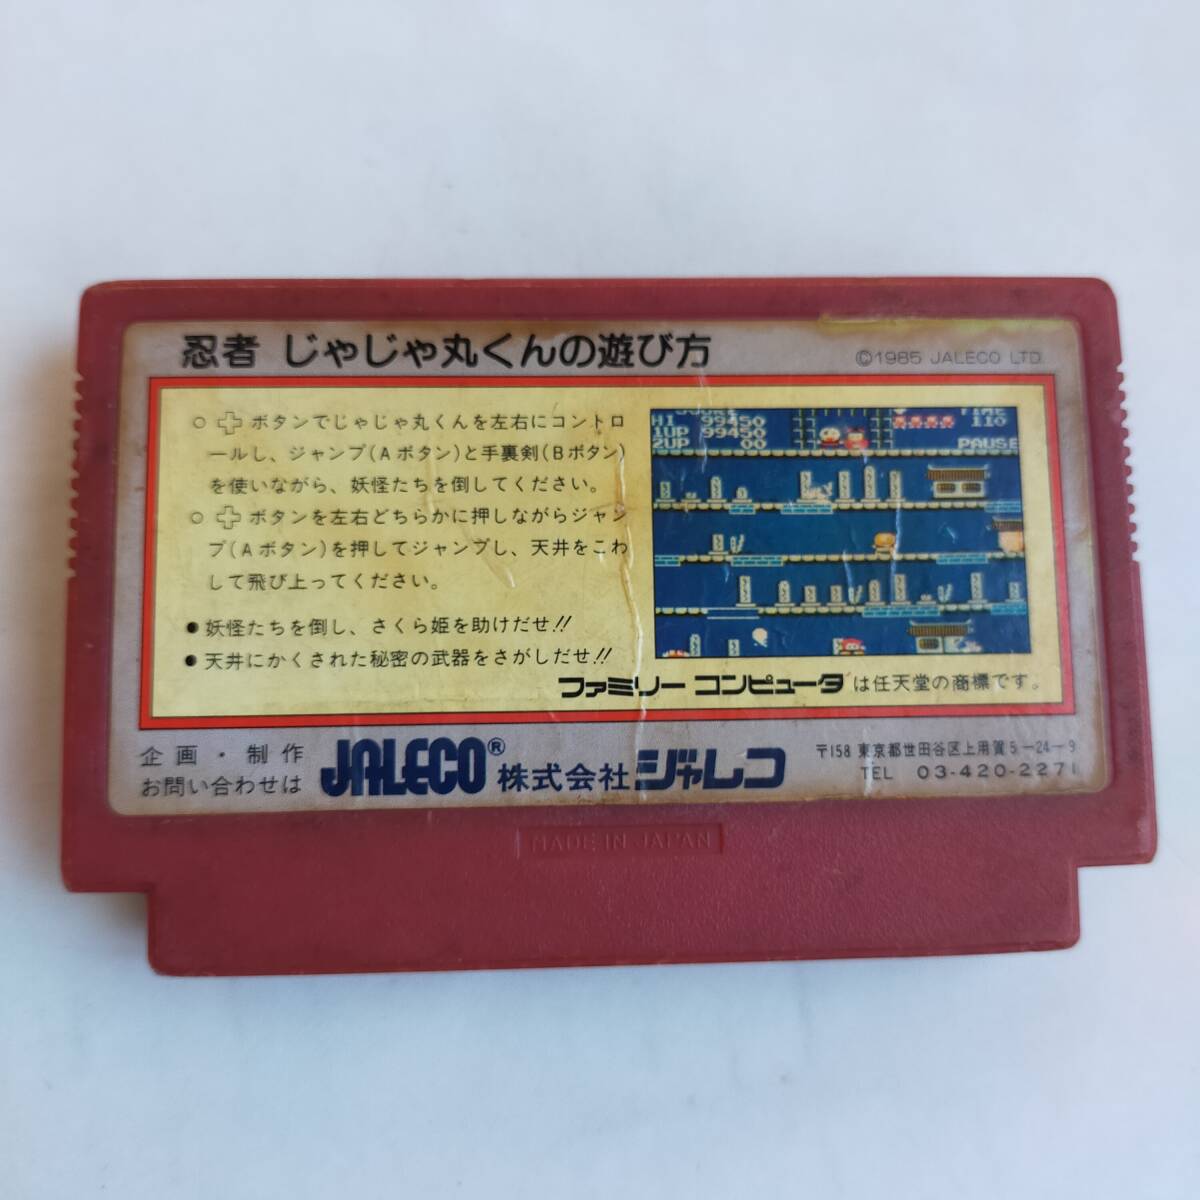 忍者 じゃじゃ丸くんの遊び方
©1985 JALECO LTD.
○ ボタンでじゃじゃ丸くんを左右にコントロ
ールし、ジャンプ(Aボタン)と手裏剣(Bボタン)
を使いながら、妖怪たちを倒してください。
○ ボタンを左右どちらかに押しながらジャン
プ(Aボタン)を押してジャンプし、天井をこわ
して飛び上ってください。
●妖怪たちを倒し、さくら姫を助けだせ!!
●天井にかくされた秘密の武器をさがしだせ!!
SCORE
TIME
HI 99450
110
1UP 99450
2UP 00
PAUSE
ファミリー コンピュータ は任天堂の商標です。
企画・制作
お問い合わせは
JALECO® 株式会社 ジャレコ
〒158 東京都世田谷区上用賀5-24-9
TEL 03-420-2271
MADE IN JAPAN